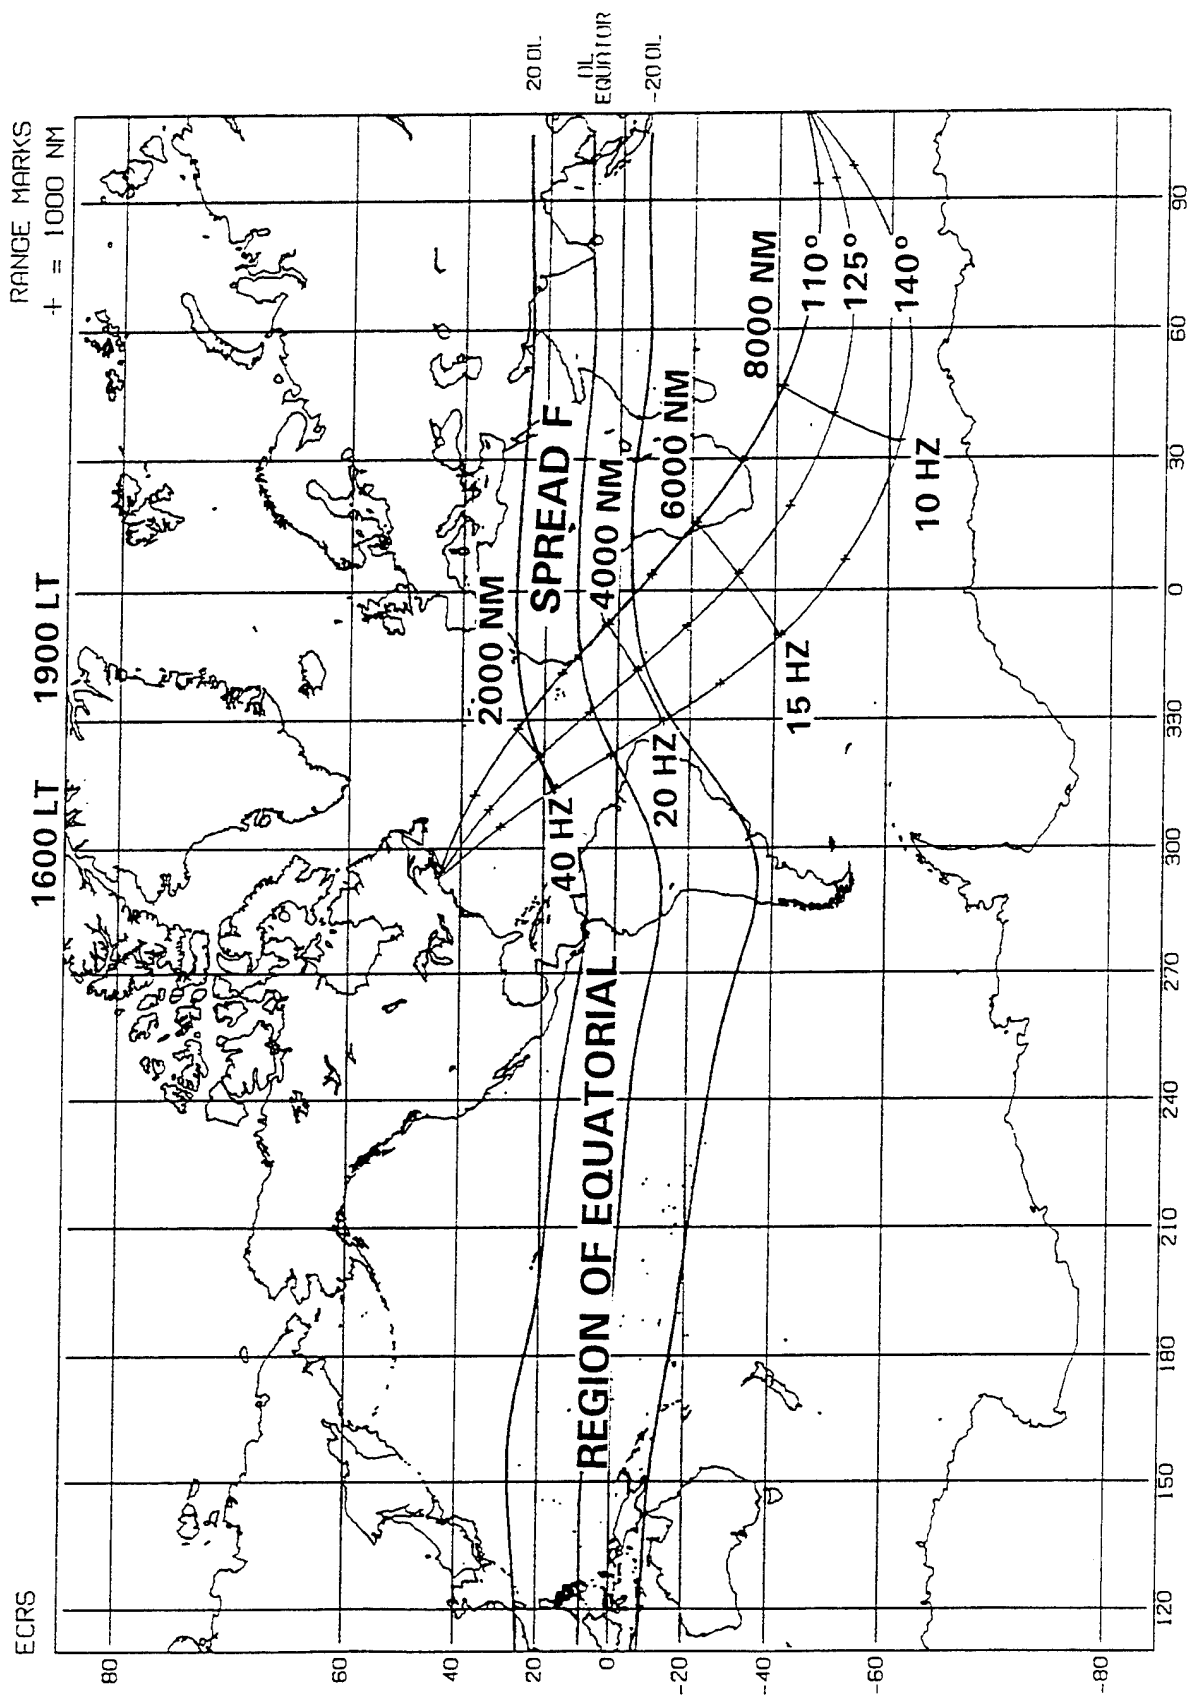 ECRS
1600 LT
1900 LT
RANGE MARKS
+ = 1000 NM
80
60
40
20
0
-20
-40
-60
-80
20 DL
DL
EQUATOR
-20 DL
2000 NM
SPREAD F
4000 NM
6000 NM
8000 NM
110°
125°
140°
40 HZ
20 HZ
15 HZ
10 HZ
REGION OF EQUATORIAL
120
150
180
210
240
270
300
330
0
30
60
90